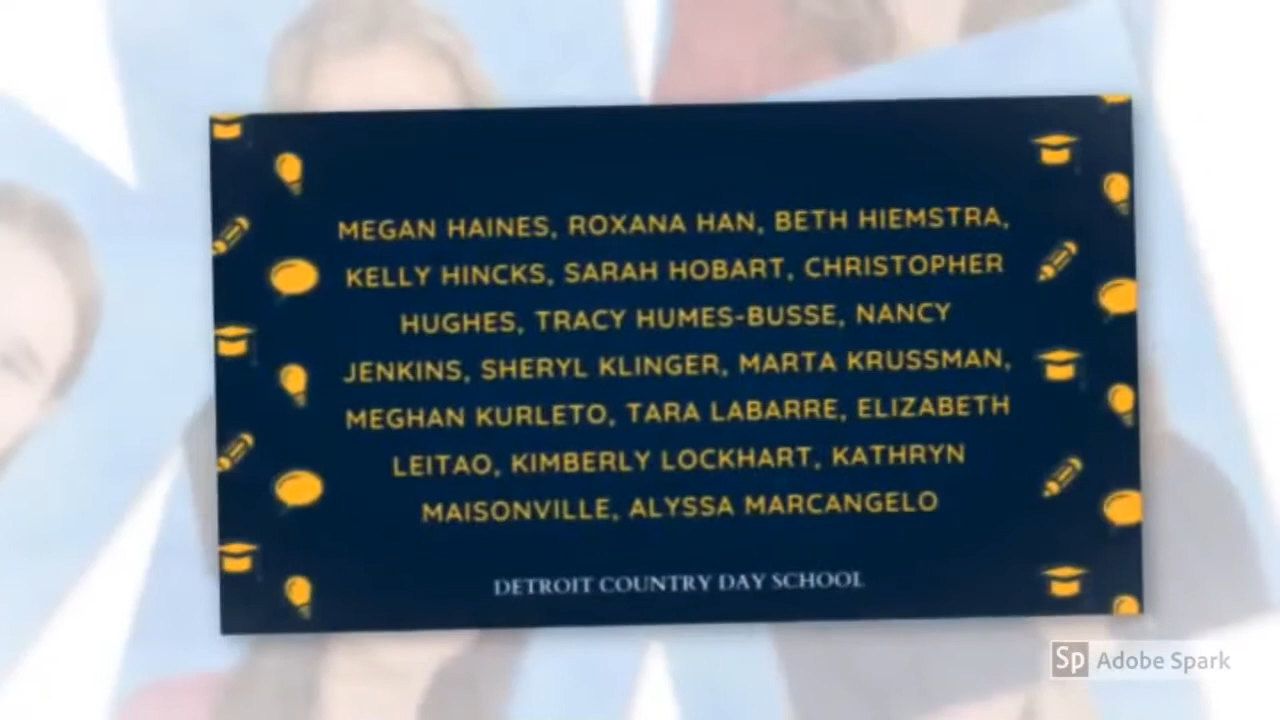 MEGAN HAINES, ROXANA HAN, BETH HIEMSTRA,
KELLY HINCKS, SARAH HOBART, CHRISTOPHER
HUGHES, TRACY HUMES-BUSSE, NANCY
JENKINS, SHERYL KLINGER, MARTA KRUSSMAN,
MEGHAN KURLETO, TARA LABARRE, ELIZABETH
LEITAO, KIMBERLY LOCKHART, KATHRYN
MAISONVILLE, ALYSSA MARCANGELO
DETROIT COUNTRY DAY SCHOOL
Sp Adobe Spark